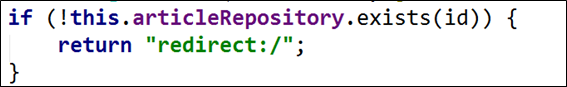 if (!this.articleRepository.exists(id)) {
    return "redirect:/";
}